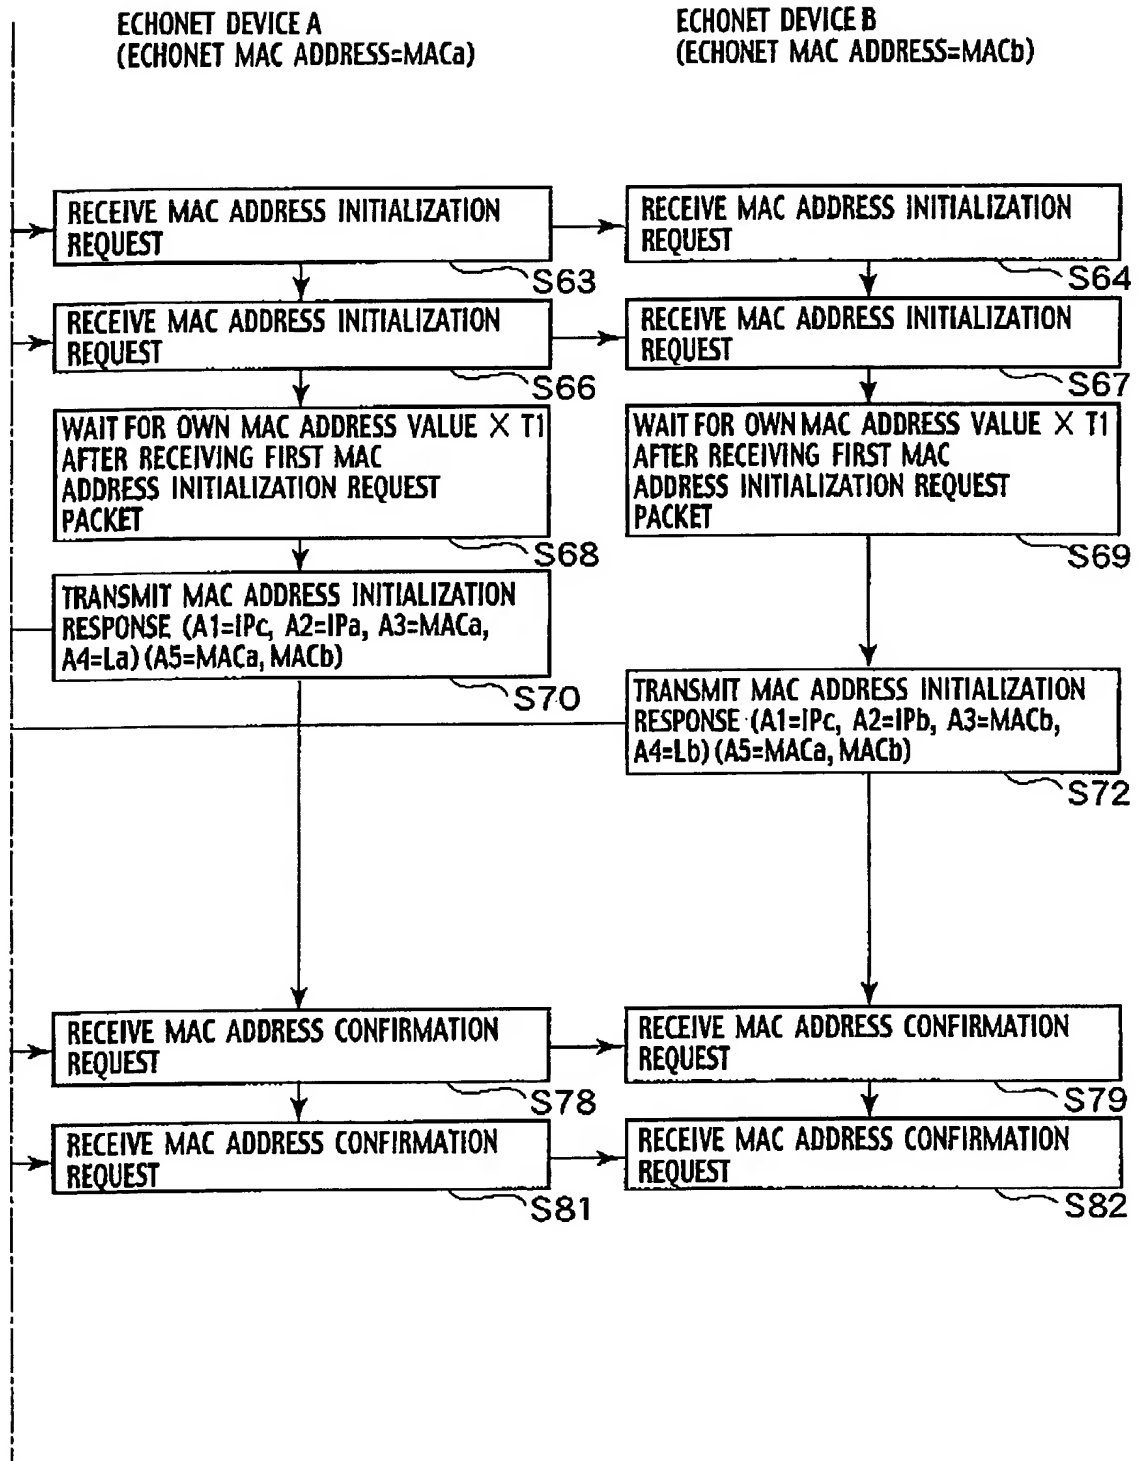 ECHONET DEVICE A
(ECHONET MAC ADDRESS=MACa)
ECHONET DEVICE B
(ECHONET MAC ADDRESS=MACb)
RECEIVE MAC ADDRESS INITIALIZATION
REQUEST
S63
RECEIVE MAC ADDRESS INITIALIZATION
REQUEST
S64
RECEIVE MAC ADDRESS INITIALIZATION
REQUEST
S66
RECEIVE MAC ADDRESS INITIALIZATION
REQUEST
S67
WAIT FOR OWN MAC ADDRESS VALUE X T1
AFTER RECEIVING FIRST MAC
ADDRESS INITIALIZATION REQUEST
PACKET
S68
WAIT FOR OWN MAC ADDRESS VALUE X T1
AFTER RECEIVING FIRST MAC
ADDRESS INITIALIZATION REQUEST
PACKET
S69
TRANSMIT MAC ADDRESS INITIALIZATION
RESPONSE (A1=IPc, A2=IPa, A3=MACa,
A4=La) (A5=MACa, MACb)
S70
TRANSMIT MAC ADDRESS INITIALIZATION
RESPONSE (A1=IPc, A2=IPb, A3=MACb,
A4=Lb) (A5=MACa, MACb)
S72
RECEIVE MAC ADDRESS CONFIRMATION
REQUEST
S78
RECEIVE MAC ADDRESS CONFIRMATION
REQUEST
S79
RECEIVE MAC ADDRESS CONFIRMATION
REQUEST
S81
RECEIVE MAC ADDRESS CONFIRMATION
REQUEST
S82